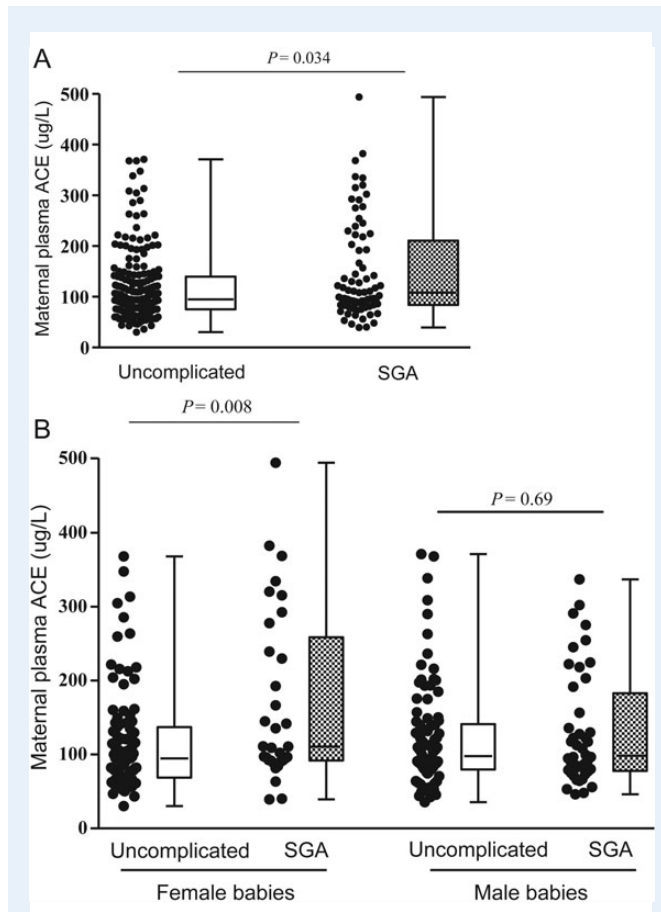 A
P = 0.034
Maternal plasma ACE (ug/L)
500
400
300
200
100
0
Uncomplicated SGA
B
P = 0.008
P = 0.69
Maternal plasma ACE (ug/L)
500
400
300
200
100
0
Uncomplicated SGA Uncomplicated SGA
Female babies Male babies